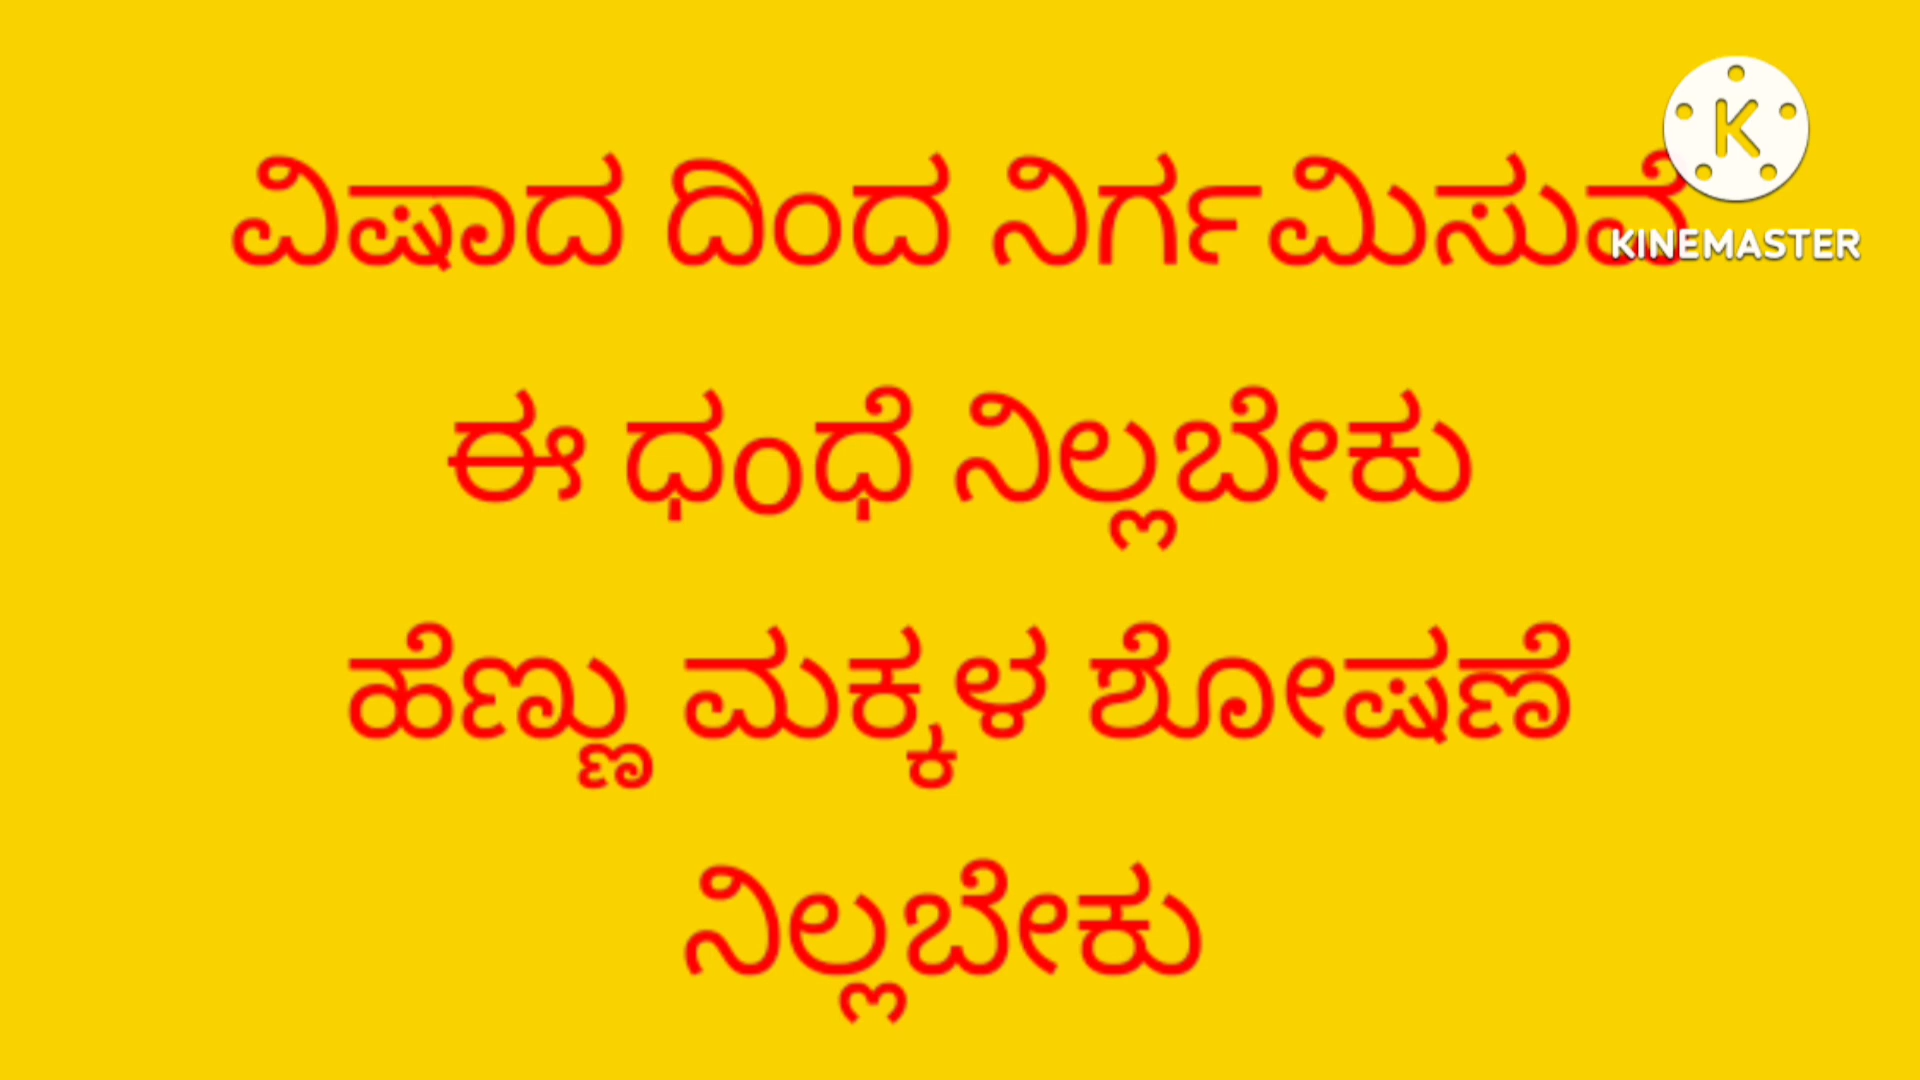 ವಿಷಾದ ದಿಂದ ನಿರ್ಗಮಿಸುವೆ
KINEMASTER
ಈ ಧಂಧೆ ನಿಲ್ಲಬೇಕು
ಹೆಣ್ಣು ಮಕ್ಕಳ ಶೋಷಣೆ
ನಿಲ್ಲಬೇಕು